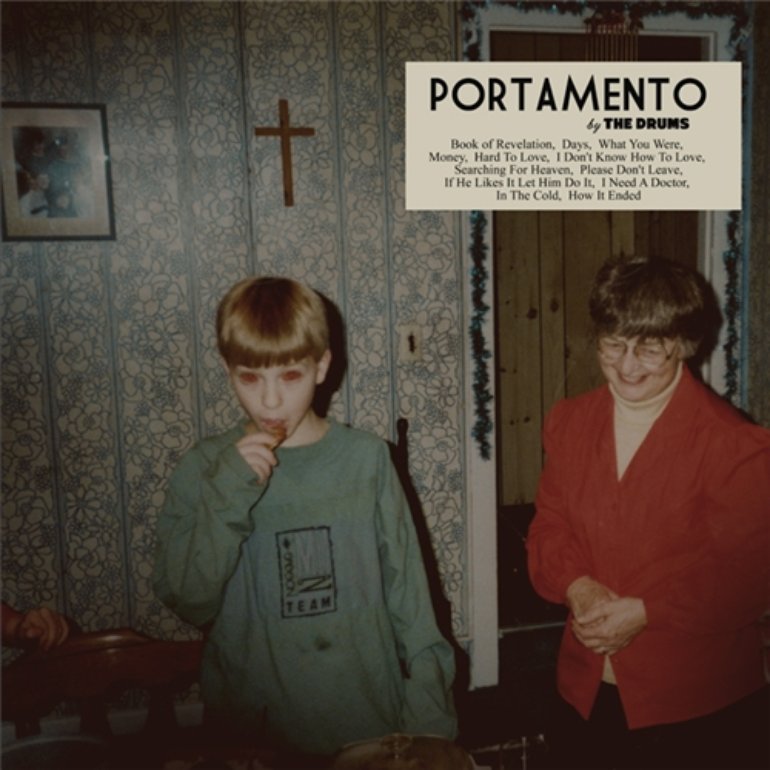 PORTAMENTO
by THE DRUMS
Book of Revelation, Days, What You Were,
Money, Hard To Love, I Don't Know How To Love,
Searching For Heaven, Please Don't Leave,
If He Likes It Let Him Do It, I Need A Doctor,
In The Cold, How It Ended
TEAM